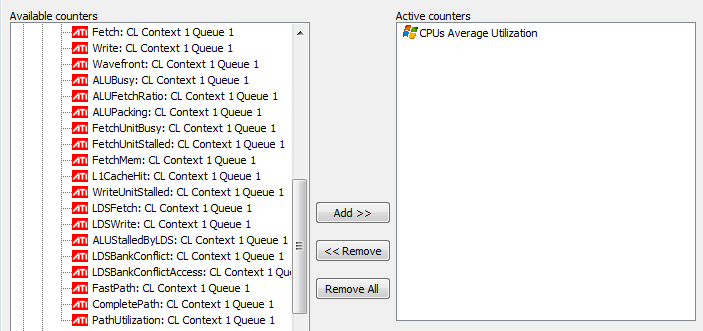 Available counters
ATI Fetch: CL Context 1 Queue 1
ATI Write: CL Context 1 Queue 1
ATI Wavefront: CL Context 1 Queue 1
ATI ALUBusy: CL Context 1 Queue 1
ATI ALUFetchRatio: CL Context 1 Queue 1
ATI ALUPacking: CL Context 1 Queue 1
ATI FetchUnitBusy: CL Context 1 Queue 1
ATI FetchUnitStalled: CL Context 1 Queue 1
ATI FetchMem: CL Context 1 Queue 1
ATI L1CacheHit: CL Context 1 Queue 1
ATI WriteUnitStalled: CL Context 1 Queue 1
ATI LDSFetch: CL Context 1 Queue 1
ATI LDSWrite: CL Context 1 Queue 1
ATI ALUStalledByLDS: CL Context 1 Queue 1
ATI LDSBankConflict: CL Context 1 Queue 1
ATI LDSBankConflictAccess: CL Context 1 Qu
ATI FastPath: CL Context 1 Queue 1
ATI CompletePath: CL Context 1 Queue 1
ATI PathUtilization: CL Context 1 Queue 1
Add >>
<< Remove
Remove All
Active counters
CPUs Average Utilization